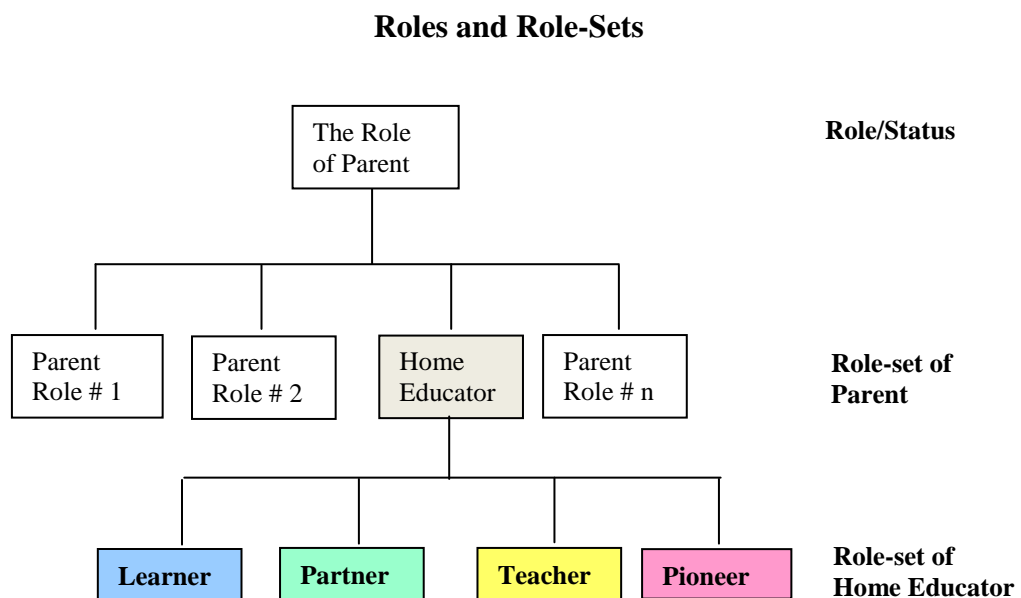 Roles and Role-Sets
The Role
of Parent
Role/Status
Parent
Role # 1
Parent
Role # 2
Home
Educator
Parent
Role # n
Role-set of
Parent
Learner
Partner
Teacher
Pioneer
Role-set of
Home Educator